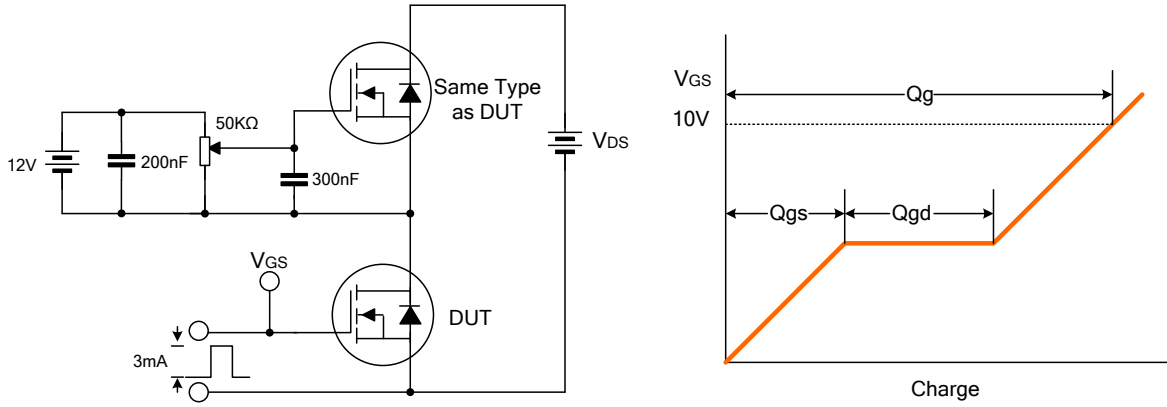 Same Type
as DUT
50KΩ
12V
200nF
300nF
VDS
VGS
DUT
3mA
VGS
10V
Qg
Qgs
Qgd
Charge